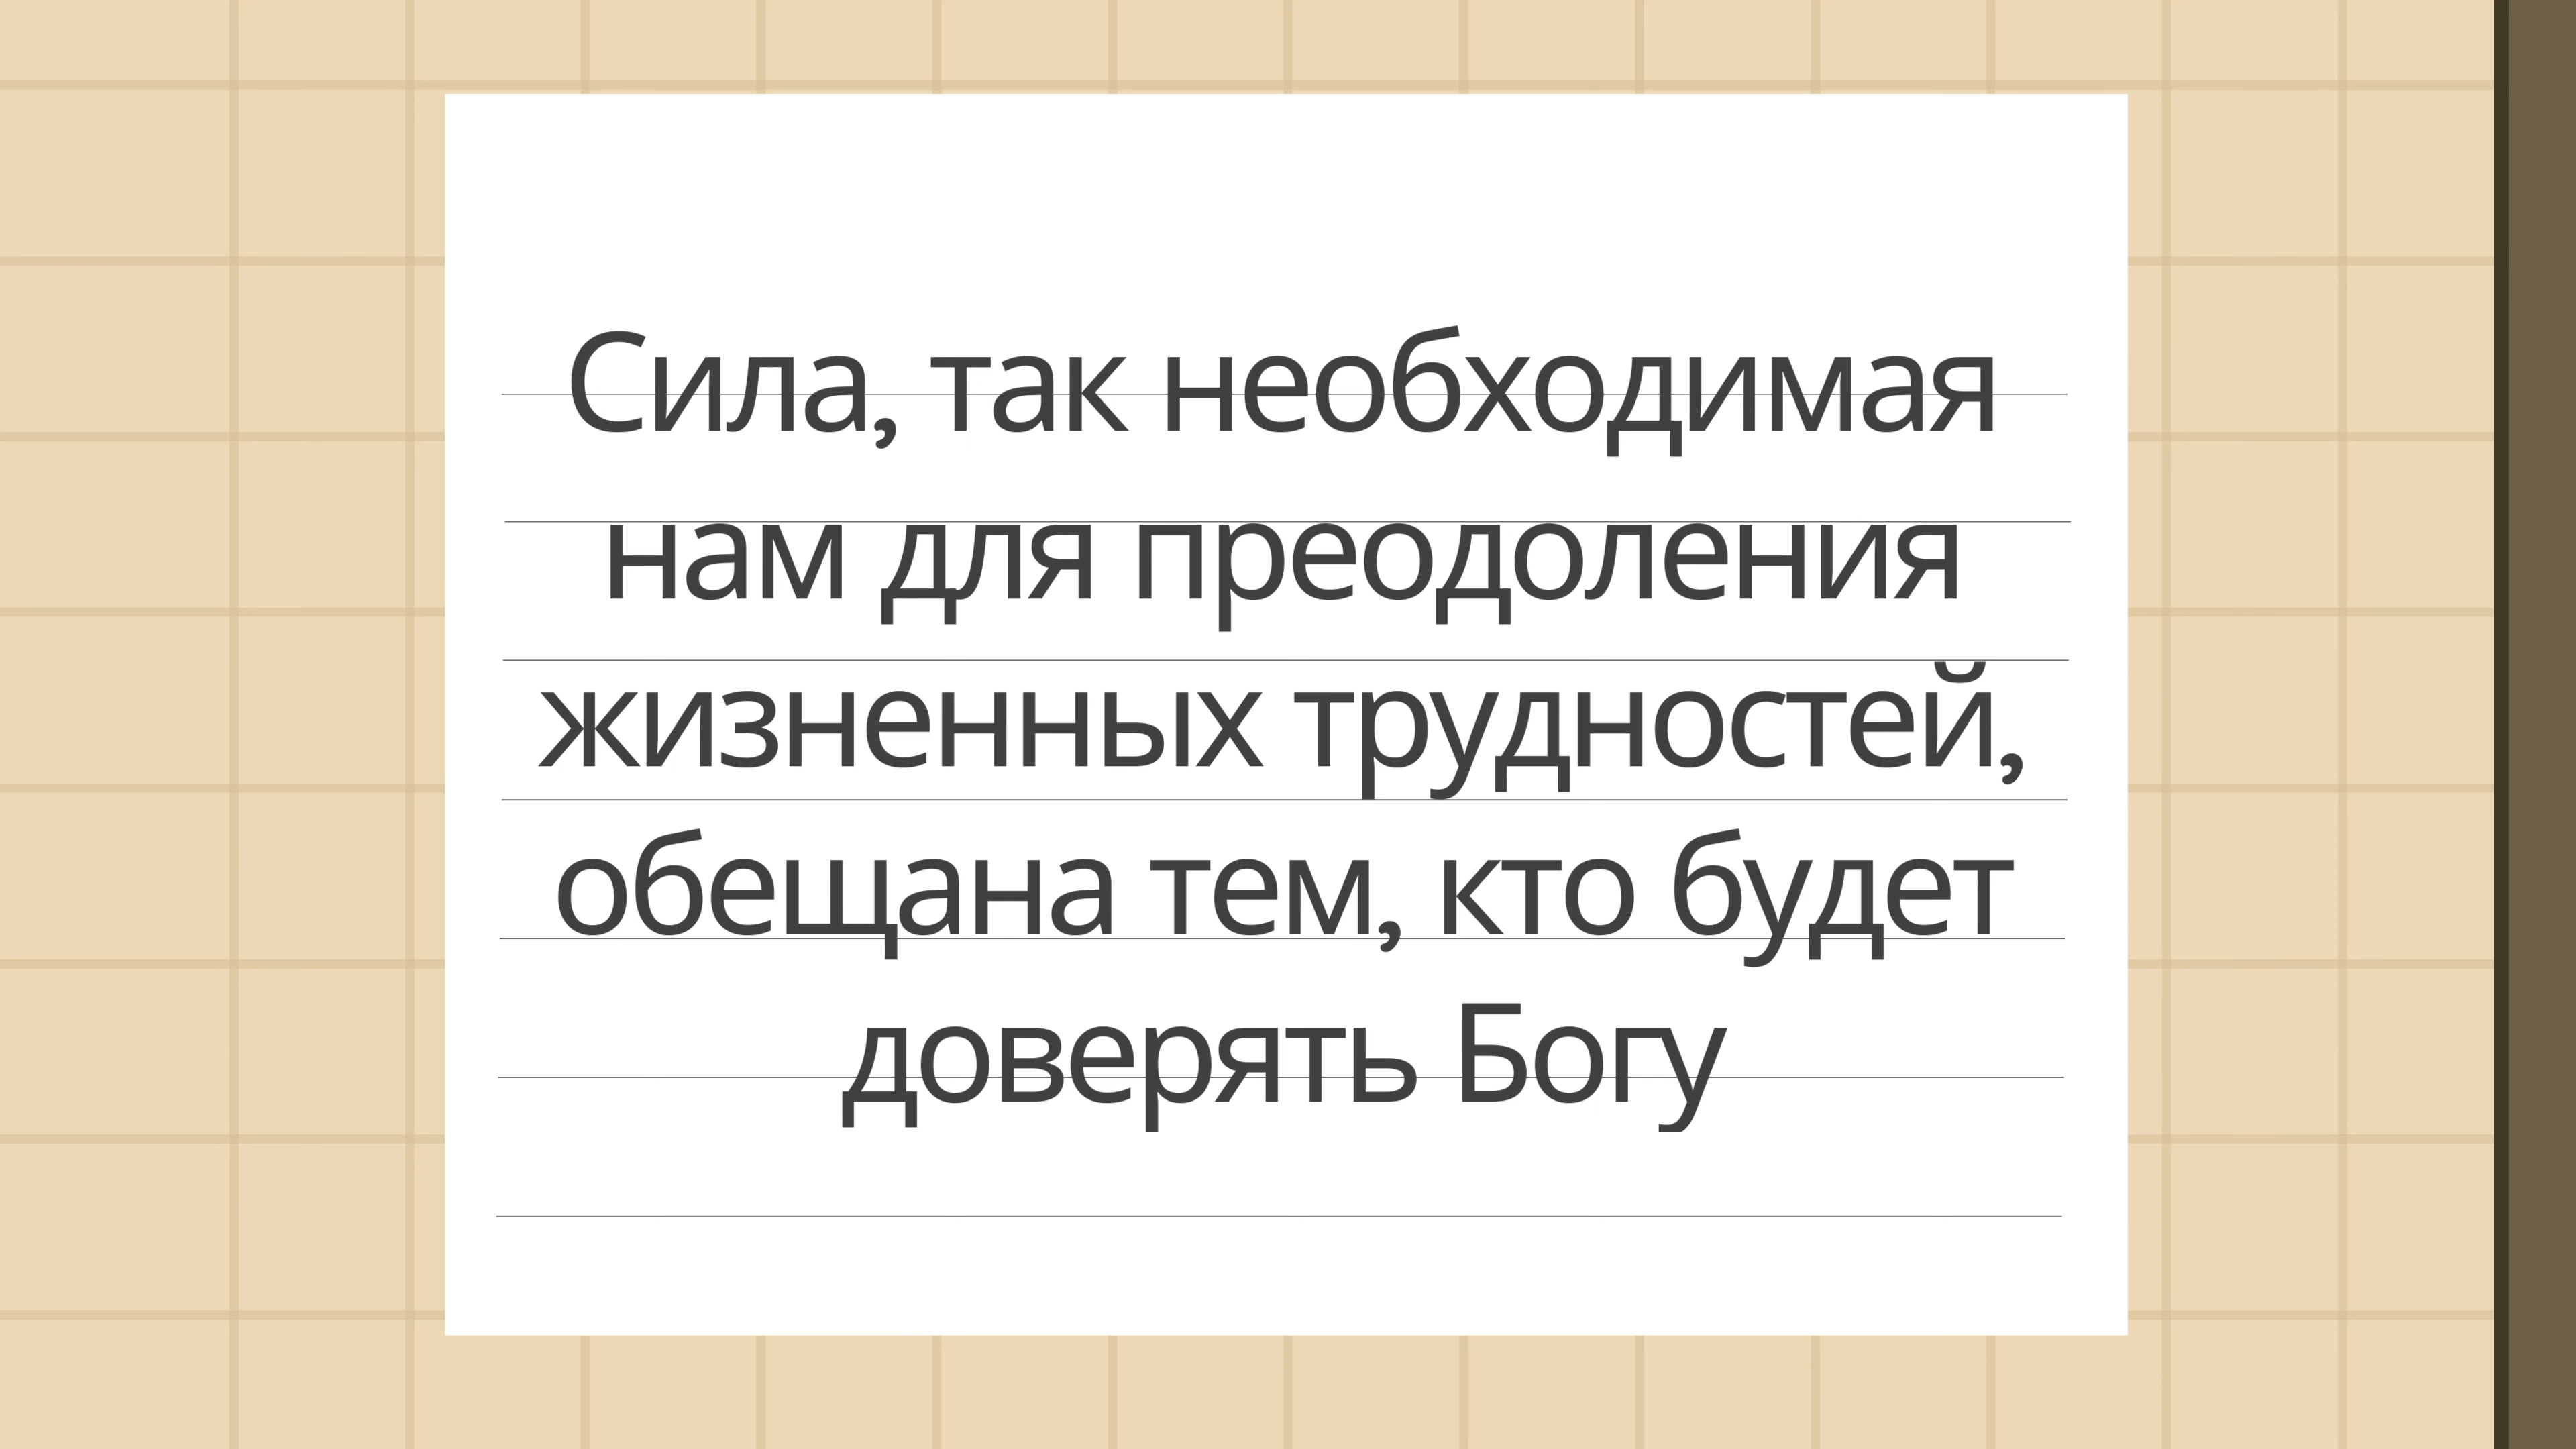 Сила, так необходимая
нам для преодоления
жизненных трудностей,
обещана тем, кто будет
доверять Богу